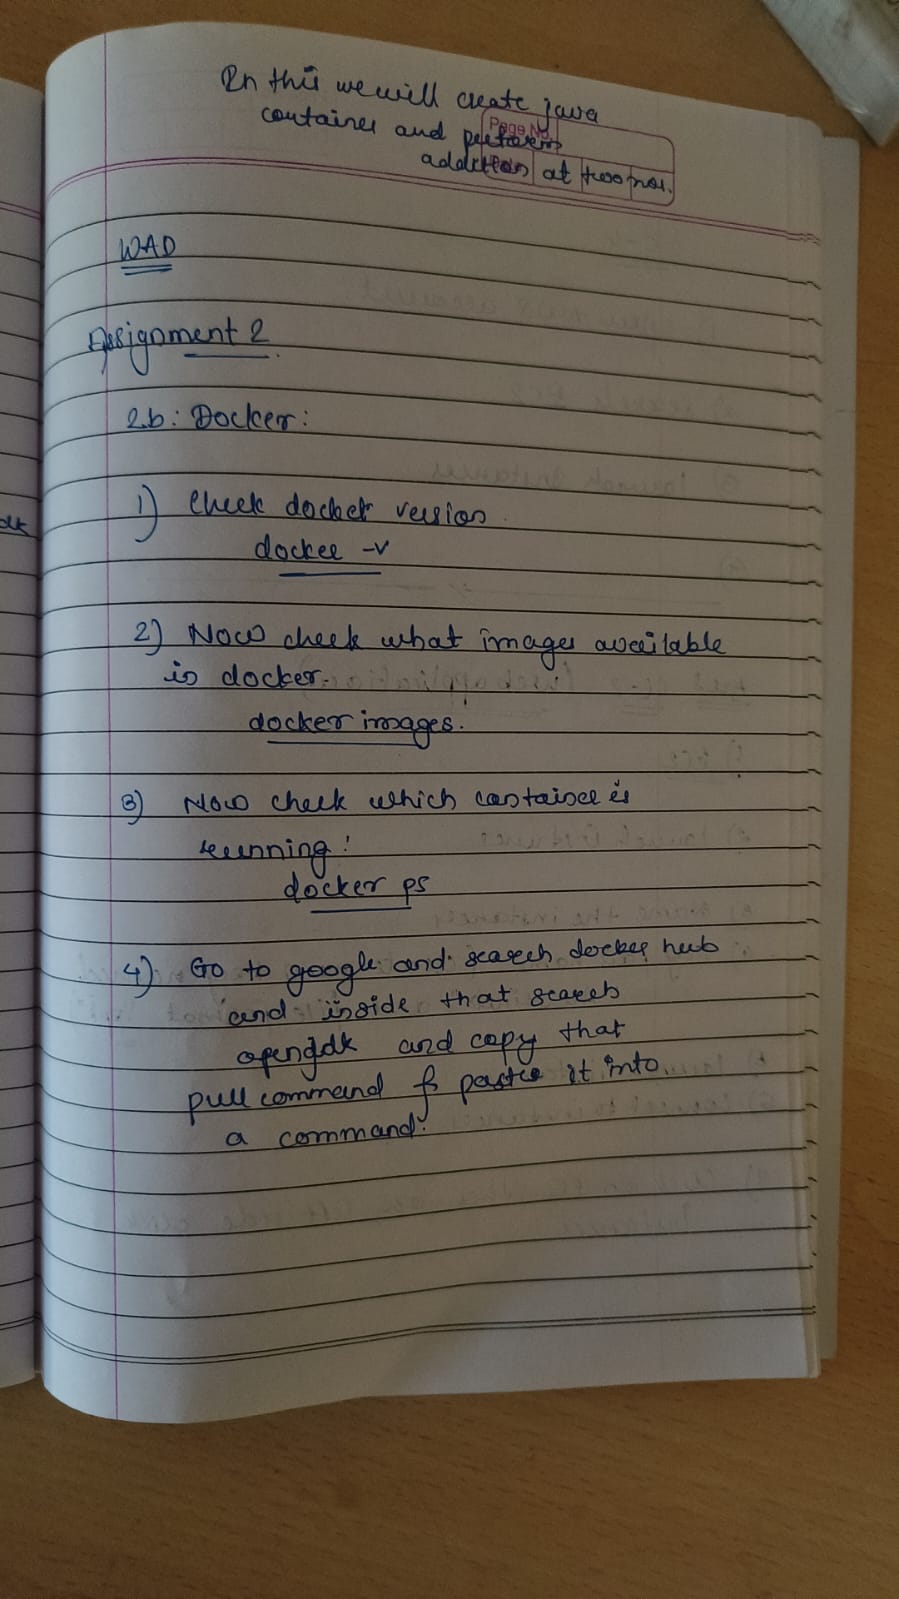 In this we will create java
container and perform
Page No.
addition at two nos.
WAD
Assignment 2
2.b: Docker:
1) Check docker version.
docker -v
2) Now check what images available
in docker.
docker images.
3) Now check which container is
running:
docker ps
4) Go to google and search docker hub
and inside that search
openjdk and copy that
pull command & paste it into
a command.